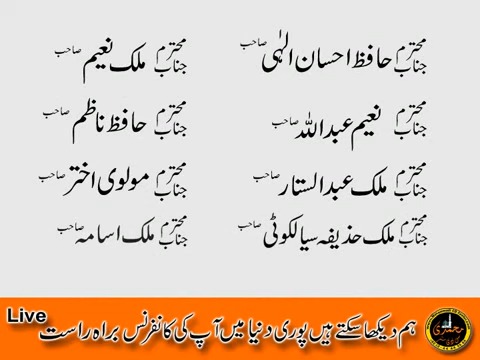 محترم جناب حافظ احسان الٰہی صاحب
محترم جناب ملک نعیم صاحب
محترم جناب نعیم عبداللہ صاحب
محترم جناب حافظ ناظم صاحب
محترم جناب ملک عبدالستار صاحب
محترم جناب مولوی اختر صاحب
محترم جناب ملک حذیفہ سیالکوٹی صاحب
محترم جناب ملک اسامہ صاحب
ہم دیکھا سکتے ہیں پوری دنیا میں آپ کی کانفرنس براہ راست Live
محمدی